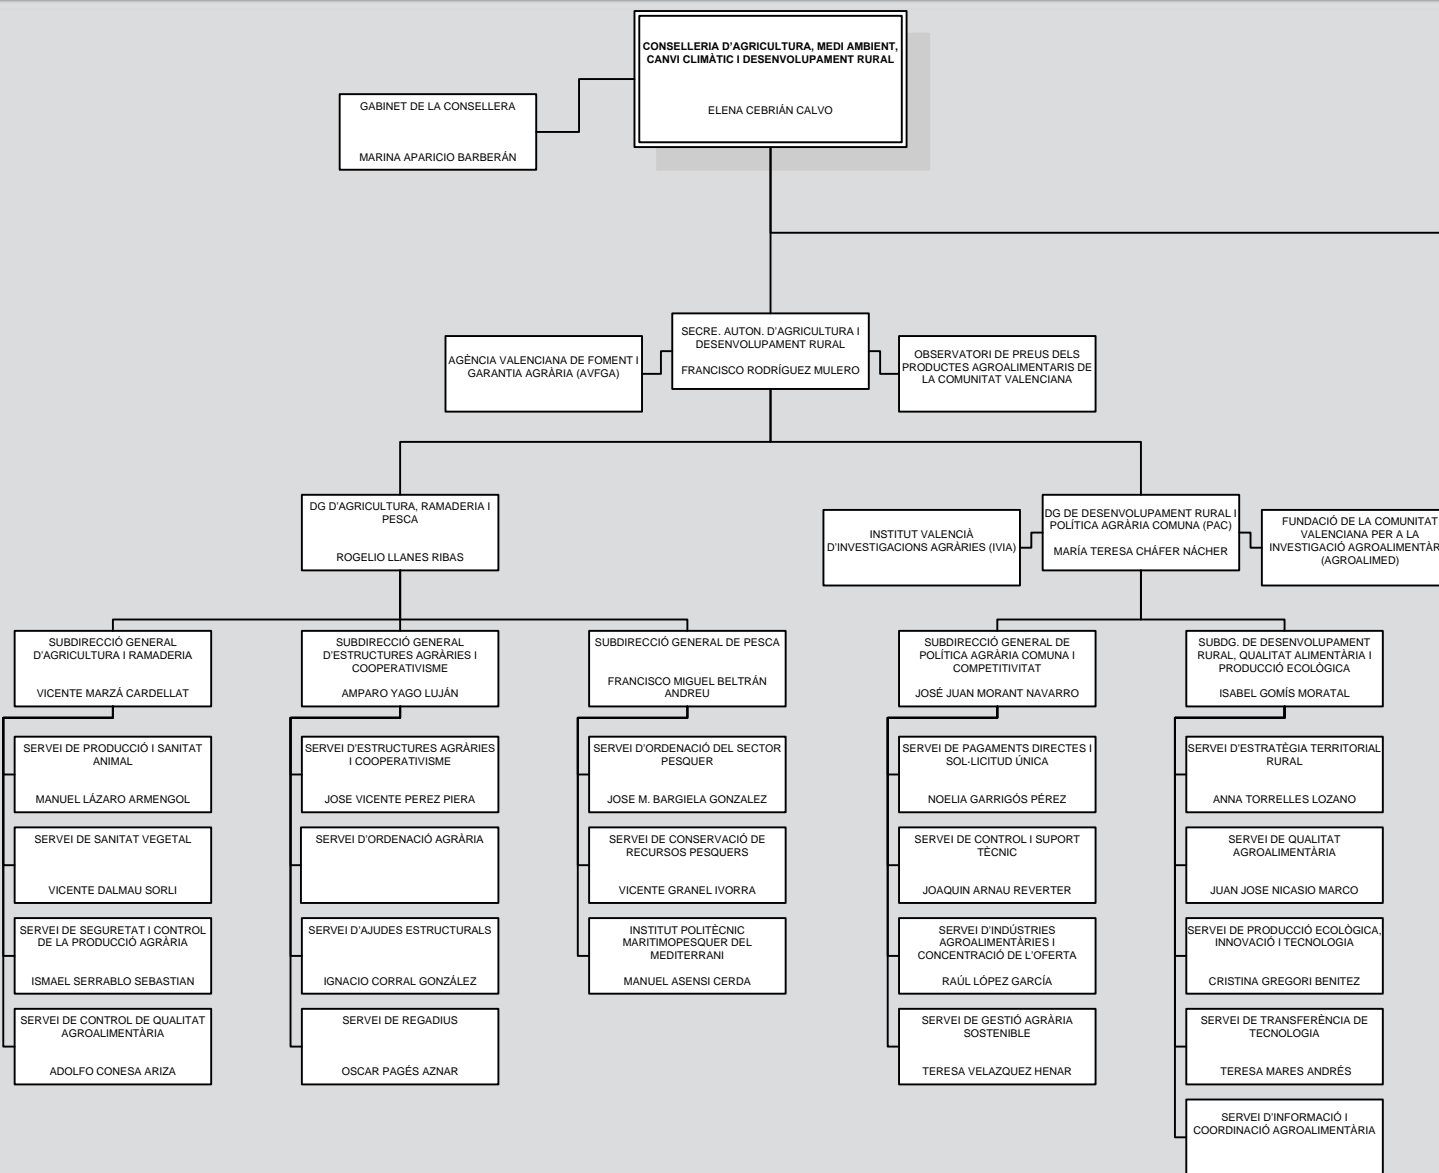 CONSELLERIA D'AGRICULTURA, MEDI AMBIENT,
CANVI CLIMÀTIC I DESENVOLUPAMENT RURAL
ELENA CEBRIÁN CALVO
GABINET DE LA CONSELLERA
MARINA APARICIO BARBERÁN
SECRE. AUTON. D'AGRICULTURA I
DESENVOLUPAMENT RURAL
FRANCISCO RODRÍGUEZ MULERO
AGÈNCIA VALENCIANA DE FOMENT I
GARANTIA AGRÀRIA (AVFGA)
OBSERVATORI DE PREUS DELS
PRODUCTES AGROALIMENTARIS DE
LA COMUNITAT VALENCIANA
DG D'AGRICULTURA, RAMADERIA I
PESCA
ROGELIO LLANES RIBAS
INSTITUT VALENCIÀ
D'INVESTIGACIONS AGRÀRIES (IVIA)
DG DE DESENVOLUPAMENT RURAL I
POLÍTICA AGRÀRIA COMUNA (PAC)
MARÍA TERESA CHÁFER NÁCHER
FUNDACIÓ DE LA COMUNITAT
VALENCIANA PER A LA
INVESTIGACIÓ AGROALIMENTÀR
(AGROALIMED)
SUBDIRECCIÓ GENERAL
D'AGRICULTURA I RAMADERIA
VICENTE MARZÁ CARDELLAT
SERVEI DE PRODUCCIÓ I SANITAT
ANIMAL
MANUEL LÁZARO ARMENGOL
SERVEI DE SANITAT VEGETAL
VICENTE DALMAU SORLI
SERVEI DE SEGURETAT I CONTROL
DE LA PRODUCCIÓ AGRÀRIA
ISMAEL SERRABLO SEBASTIAN
SERVEI DE CONTROL DE QUALITAT
AGROALIMENTÀRIA
ADOLFO CONESA ARIZA
SUBDIRECCIÓ GENERAL
D'ESTRUCTURES AGRÀRIES I
COOPERATIVISME
AMPARO YAGO LUJÁN
SERVEI D'ESTRUCTURES AGRÀRIES
I COOPERATIVISME
JOSE VICENTE PEREZ PIERA
SERVEI D'ORDENACIÓ AGRÀRIA
SERVEI D'AJUDES ESTRUCTURALS
IGNACIO CORRAL GONZÁLEZ
SERVEI DE REGADIUS
OSCAR PAGÉS AZNAR
SUBDIRECCIÓ GENERAL DE PESCA
FRANCISCO MIGUEL BELTRÁN
ANDREU
SERVEI D'ORDENACIÓ DEL SECTOR
PESQUER
JOSE M. BARGIELA GONZALEZ
SERVEI DE CONSERVACIÓ DE
RECURSOS PESQUERS
VICENTE GRANEL IVORRA
INSTITUT POLITÈCNIC
MARITIMOPESQUER DEL
MEDITERRANI
MANUEL ASENSI CERDA
SUBDIRECCIÓ GENERAL DE
POLÍTICA AGRÀRIA COMUNA I
COMPETITIVITAT
JOSÉ JUAN MORANT NAVARRO
SERVEI DE PAGAMENTS DIRECTES I
SOL·LICITUD ÚNICA
NOELIA GARRIGÓS PÉREZ
SERVEI DE CONTROL I SUPORT
TÈCNIC
JOAQUIN ARNAU REVERTER
SERVEI D'INDÚSTRIES
AGROALIMENTÀRIES I
CONCENTRACIÓ DE L'OFERTA
RAÚL LÓPEZ GARCÍA
SERVEI DE GESTIÓ AGRÀRIA
SOSTENIBLE
TERESA VELAZQUEZ HENAR
SUBDG. DE DESENVOLUPAMENT
RURAL, QUALITAT ALIMENTÀRIA I
PRODUCCIÓ ECOLÒGICA
ISABEL GOMÍS MORATAL
SERVEI D'ESTRATÈGIA TERRITORIAL
RURAL
ANNA TORRELLES LOZANO
SERVEI DE QUALITAT
AGROALIMENTÀRIA
JUAN JOSE NICASIO MARCO
SERVEI DE PRODUCCIÓ ECOLÒGICA,
INNOVACIÓ I TECNOLOGIA
CRISTINA GREGORI BENITEZ
SERVEI DE TRANSFERÈNCIA DE
TECNOLOGIA
TERESA MARES ANDRÉS
SERVEI D'INFORMACIÓ I
COORDINACIÓ AGROALIMENTÀRIA